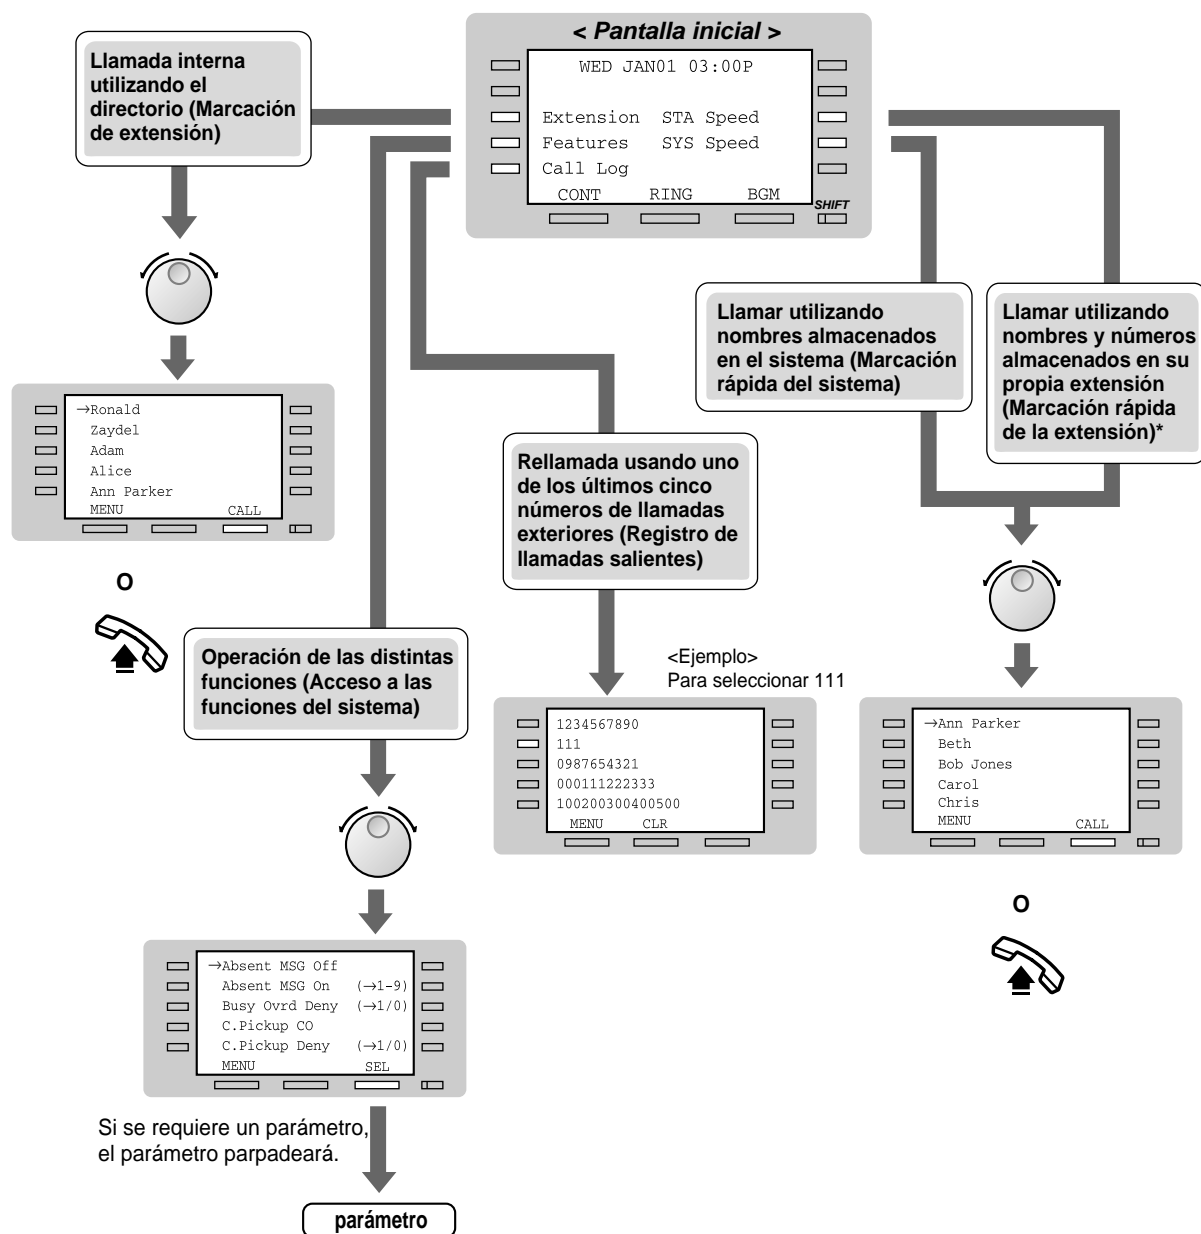 < Pantalla inicial >
WED JAN01 03:00P
Extension STA Speed
Features SYS Speed
Call Log
CONT RING BGM
SHIFT
Llamada interna
utilizando el
directorio (Marcación
de extensión)
→Ronald
Zaydel
Adam
Alice
Ann Parker
MENU CALL
O
Operación de las distintas
funciones (Acceso a las
funciones del sistema)
→Absent MSG Off
Absent MSG On (→1-9)
Busy Ovrd Deny (→1/0)
C.Pickup CO
C.Pickup Deny (→1/0)
MENU SEL
Si se requiere un parámetro,
el parámetro parpadeará.
parámetro
Rellamada usando uno
de los últimos cinco
números de llamadas
exteriores (Registro de
llamadas salientes)
<Ejemplo>
Para seleccionar 111
1234567890
111
0987654321
000111222333
100200300400500
MENU CLR
Llamar utilizando
nombres almacenados
en el sistema (Marcación
rápida del sistema)
Llamar utilizando
nombres y números
almacenados en su
propia extensión
(Marcación rápida
de la extensión)*
→Ann Parker
Beth
Bob Jones
Carol
Chris
MENU CALL
O